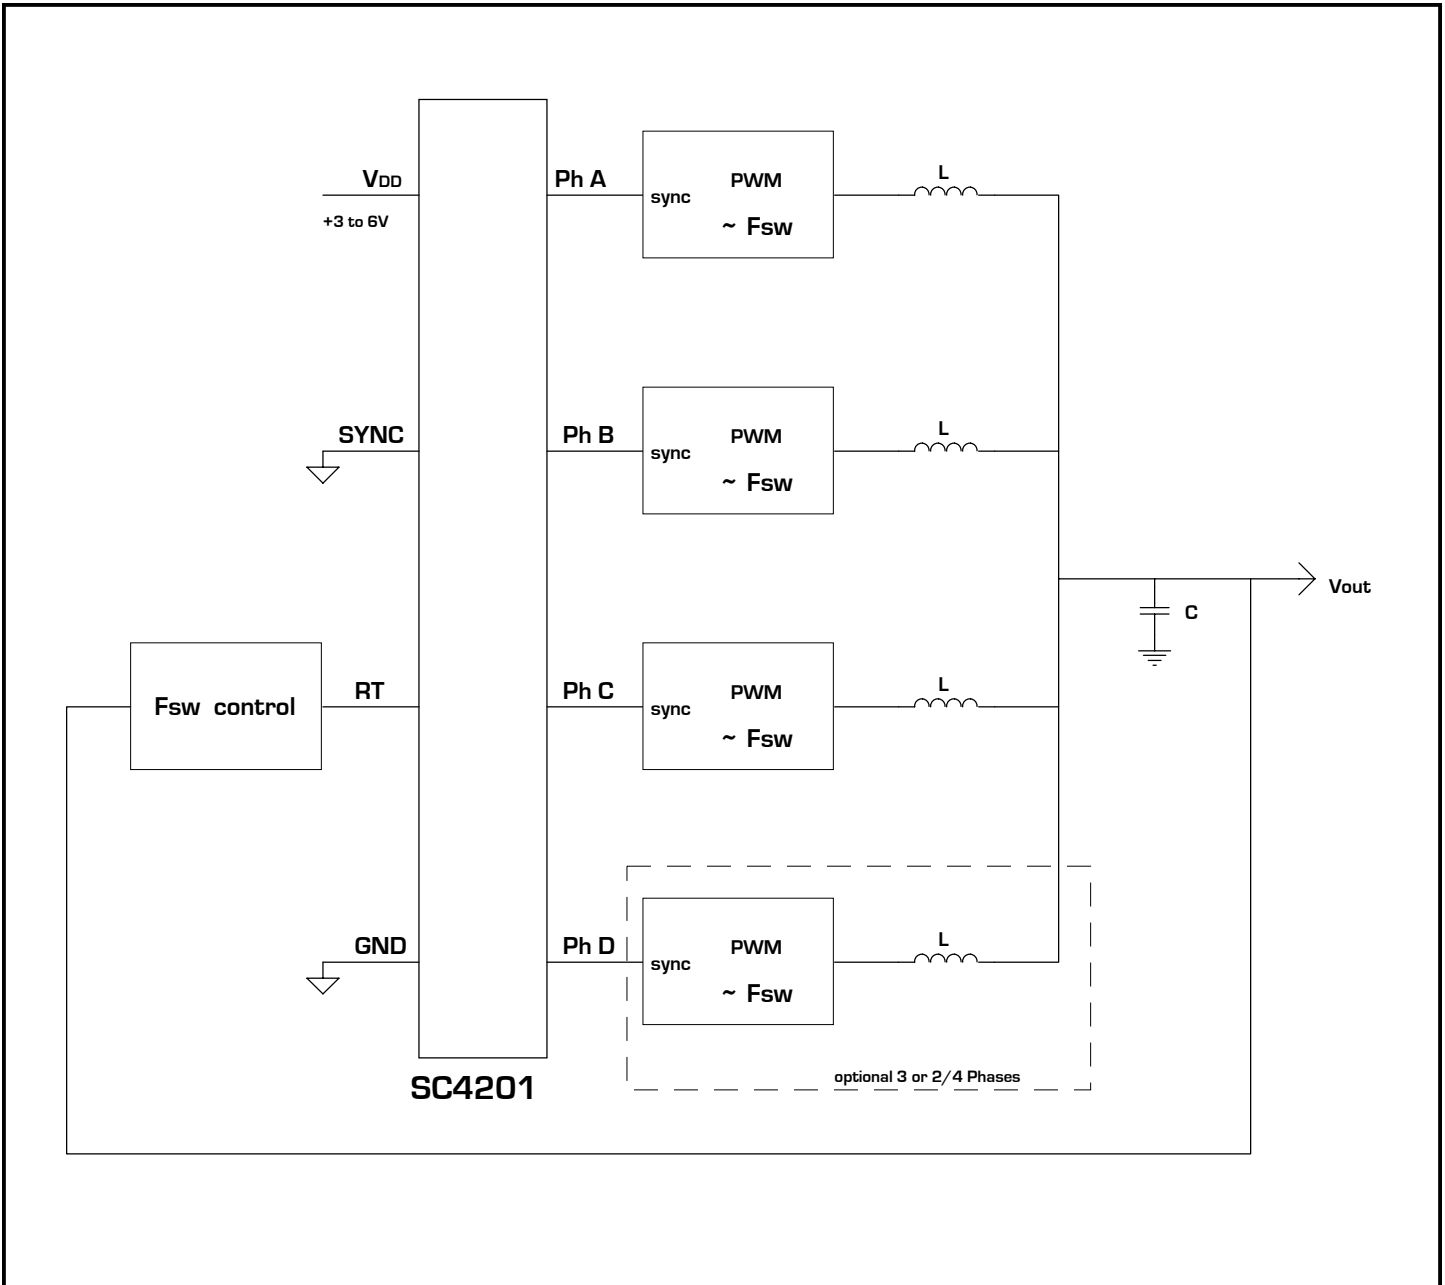 VDD
+3 to 6V
Ph A
sync
PWM
~ Fsw
L
SYNC
Ph B
sync
PWM
~ Fsw
L
Vout
C
Fsw control
RT
Ph C
sync
PWM
~ Fsw
L
GND
Ph D
sync
PWM
~ Fsw
L
optional 3 or 2/4 Phases
SC4201